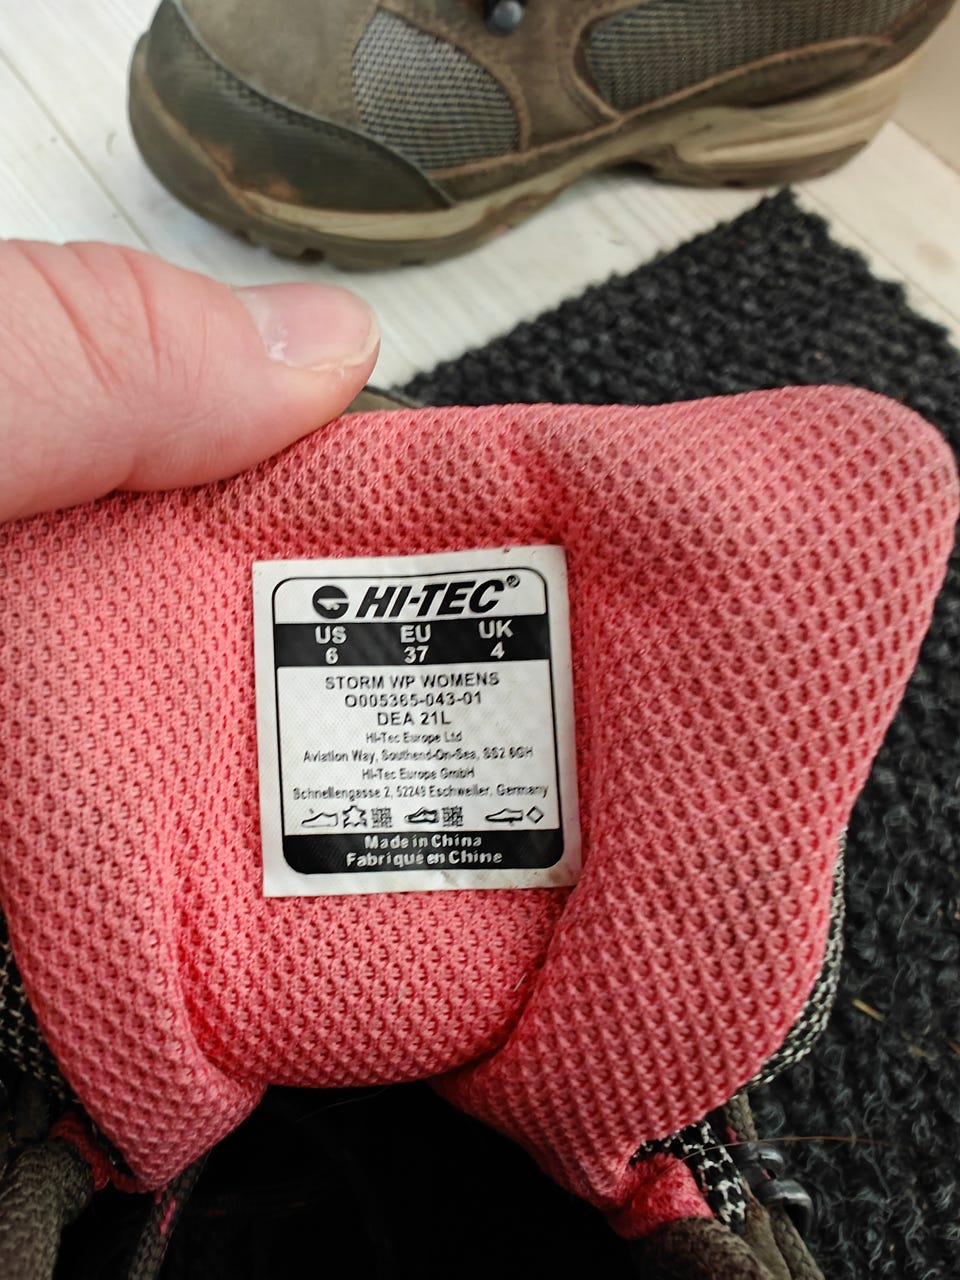 HI-TEC®
US EU UK
6 37 4
STORM WP WOMENS
O005365-043-01
DEA 21L
Hi-Tec Europe Ltd
Aviation Way, Southend-On-Sea, SS2 6GH
Hi-Tec Europe GmbH
Schnellengasse 2, 52249 Eschweiler, Germany
Made in China
Fabriqué en Chine